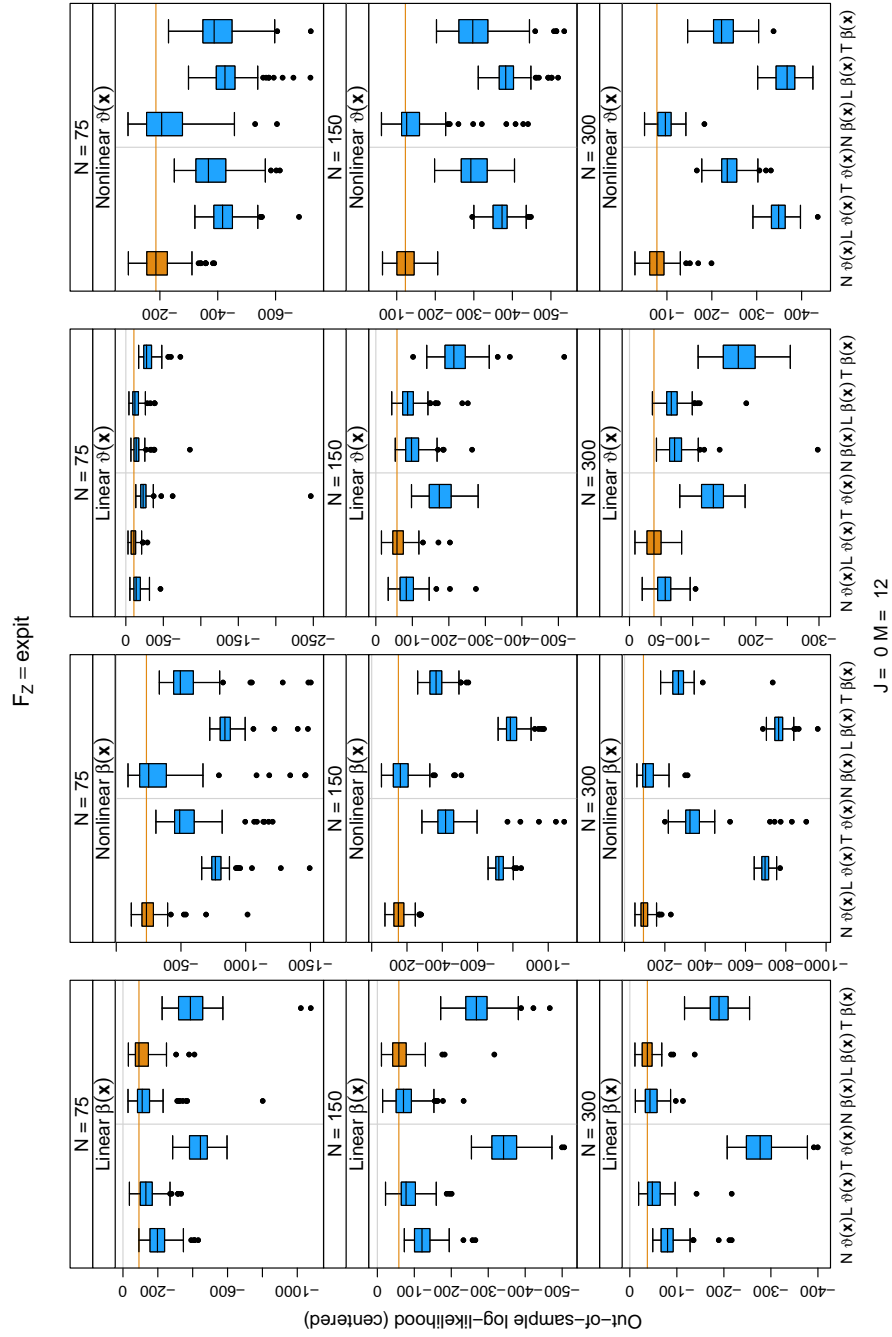 F_Z = expit
N = 75
Linear β(x)
0
−200
−600
−1000
N = 75
Nonlinear β(x)
−500
−1000
−1500
N = 75
Linear ϑ(x)
0
−500
−1500
−2500
N = 75
Nonlinear ϑ(x)
−200
−400
−600
N = 150
Linear β(x)
0
−100
−200
−300
−400
−500
N = 150
Nonlinear β(x)
−200
−400
−600
−1000
N = 150
Linear ϑ(x)
0
−100
−200
−300
−400
−500
N = 150
Nonlinear ϑ(x)
−100
−200
−300
−400
−500
N = 300
Linear β(x)
0
−100
−200
−300
−400
N = 300
Nonlinear β(x)
−200
−400
−600
−800
−1000
N = 300
Linear ϑ(x)
0
−50
−100
−200
−300
N = 300
Nonlinear ϑ(x)
−100
−200
−300
−400
N ϑ(x) L ϑ(x) T ϑ(x) N β(x) L β(x) T β(x)
N ϑ(x) L ϑ(x) T ϑ(x) N β(x) L β(x) T β(x)
N ϑ(x) L ϑ(x) T ϑ(x) N β(x) L β(x) T β(x)
N ϑ(x) L ϑ(x) T ϑ(x) N β(x) L β(x) T β(x)
Out−of−sample log−likelihood (centered)
J = 0 M = 12